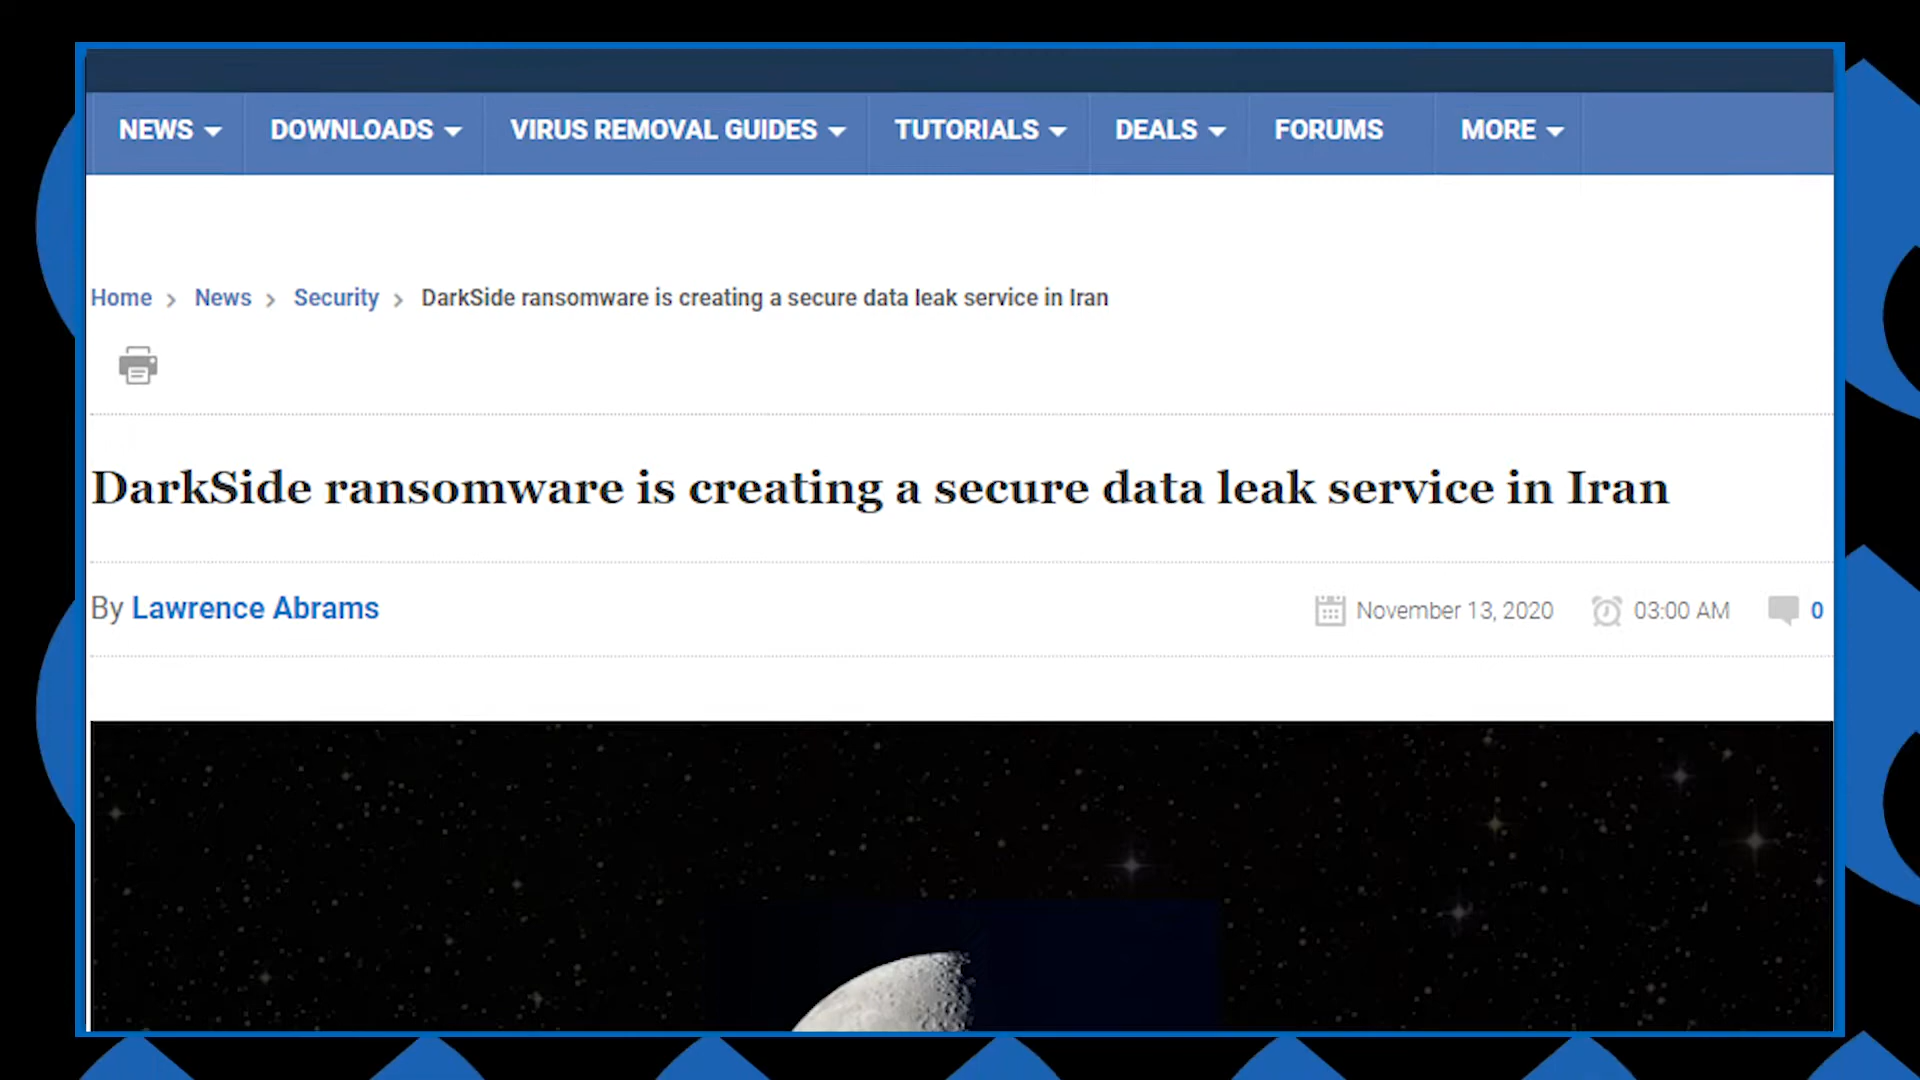 NEWS DOWNLOADS VIRUS REMOVAL GUIDES TUTORIALS DEALS FORUMS MORE
Home > News > Security > DarkSide ransomware is creating a secure data leak service in Iran
DarkSide ransomware is creating a secure data leak service in Iran
By Lawrence Abrams November 13, 2020 03:00 AM 0